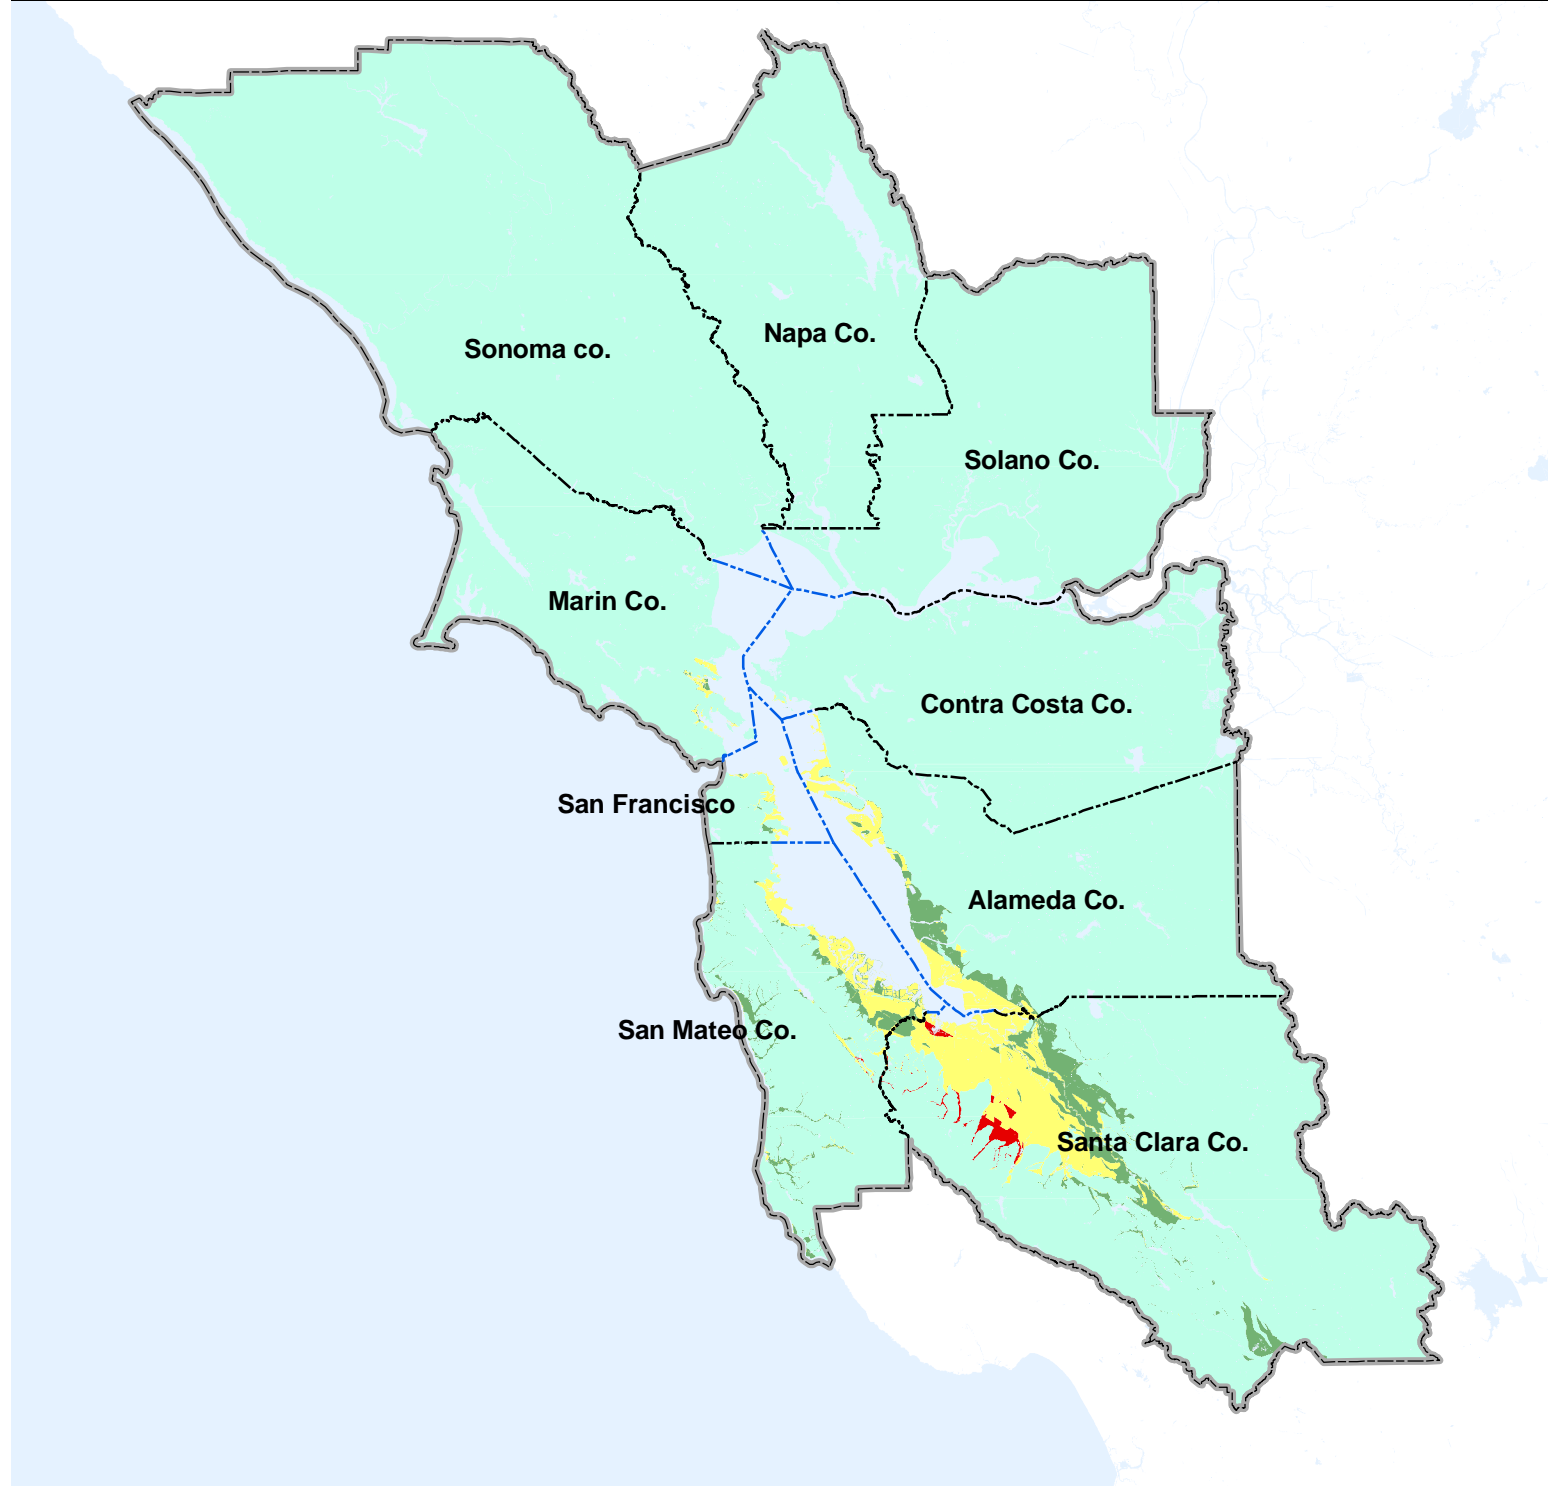 Napa Co.
Sonoma co.
Solano Co.
Marin Co.
Contra Costa Co.
San Francisco
Alameda Co.
San Mateo Co.
Santa Clara Co.